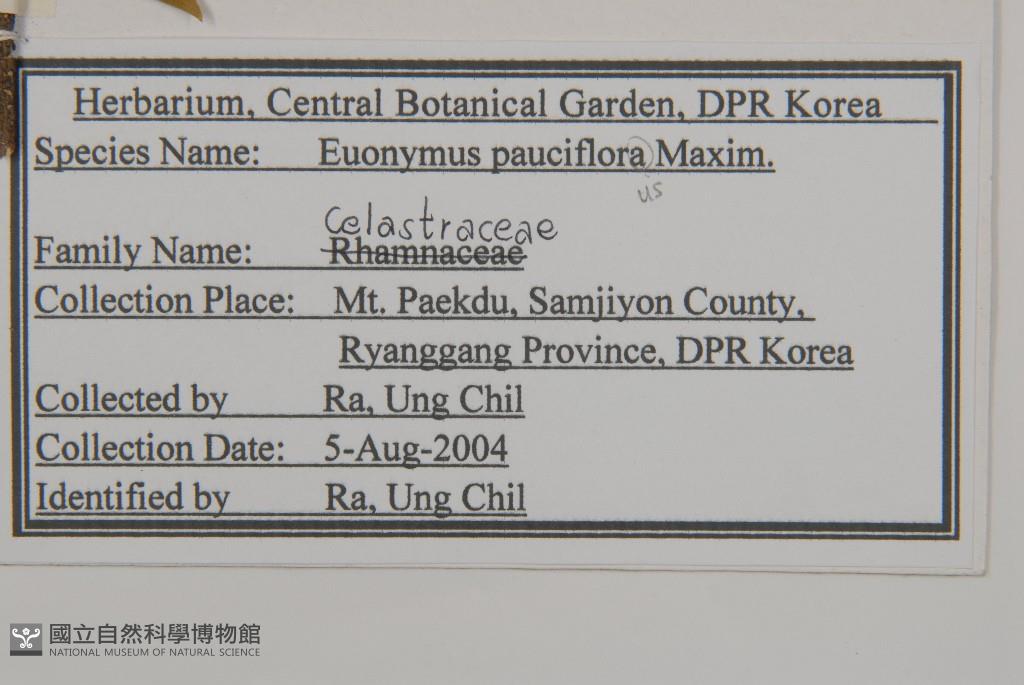 Herbarium, Central Botanical Garden, DPR Korea
Species Name: Euonymus pauciflora Maxim.
us
Celastraceae
Family Name: Rhamnaceae
Collection Place: Mt. Paekdu, Samjiyon County,
Ryanggang Province, DPR Korea
Collected by Ra, Ung Chil
Collection Date: 5-Aug-2004
Identified by Ra, Ung Chil
國立自然科學博物館
NATIONAL MUSEUM OF NATURAL SCIENCE